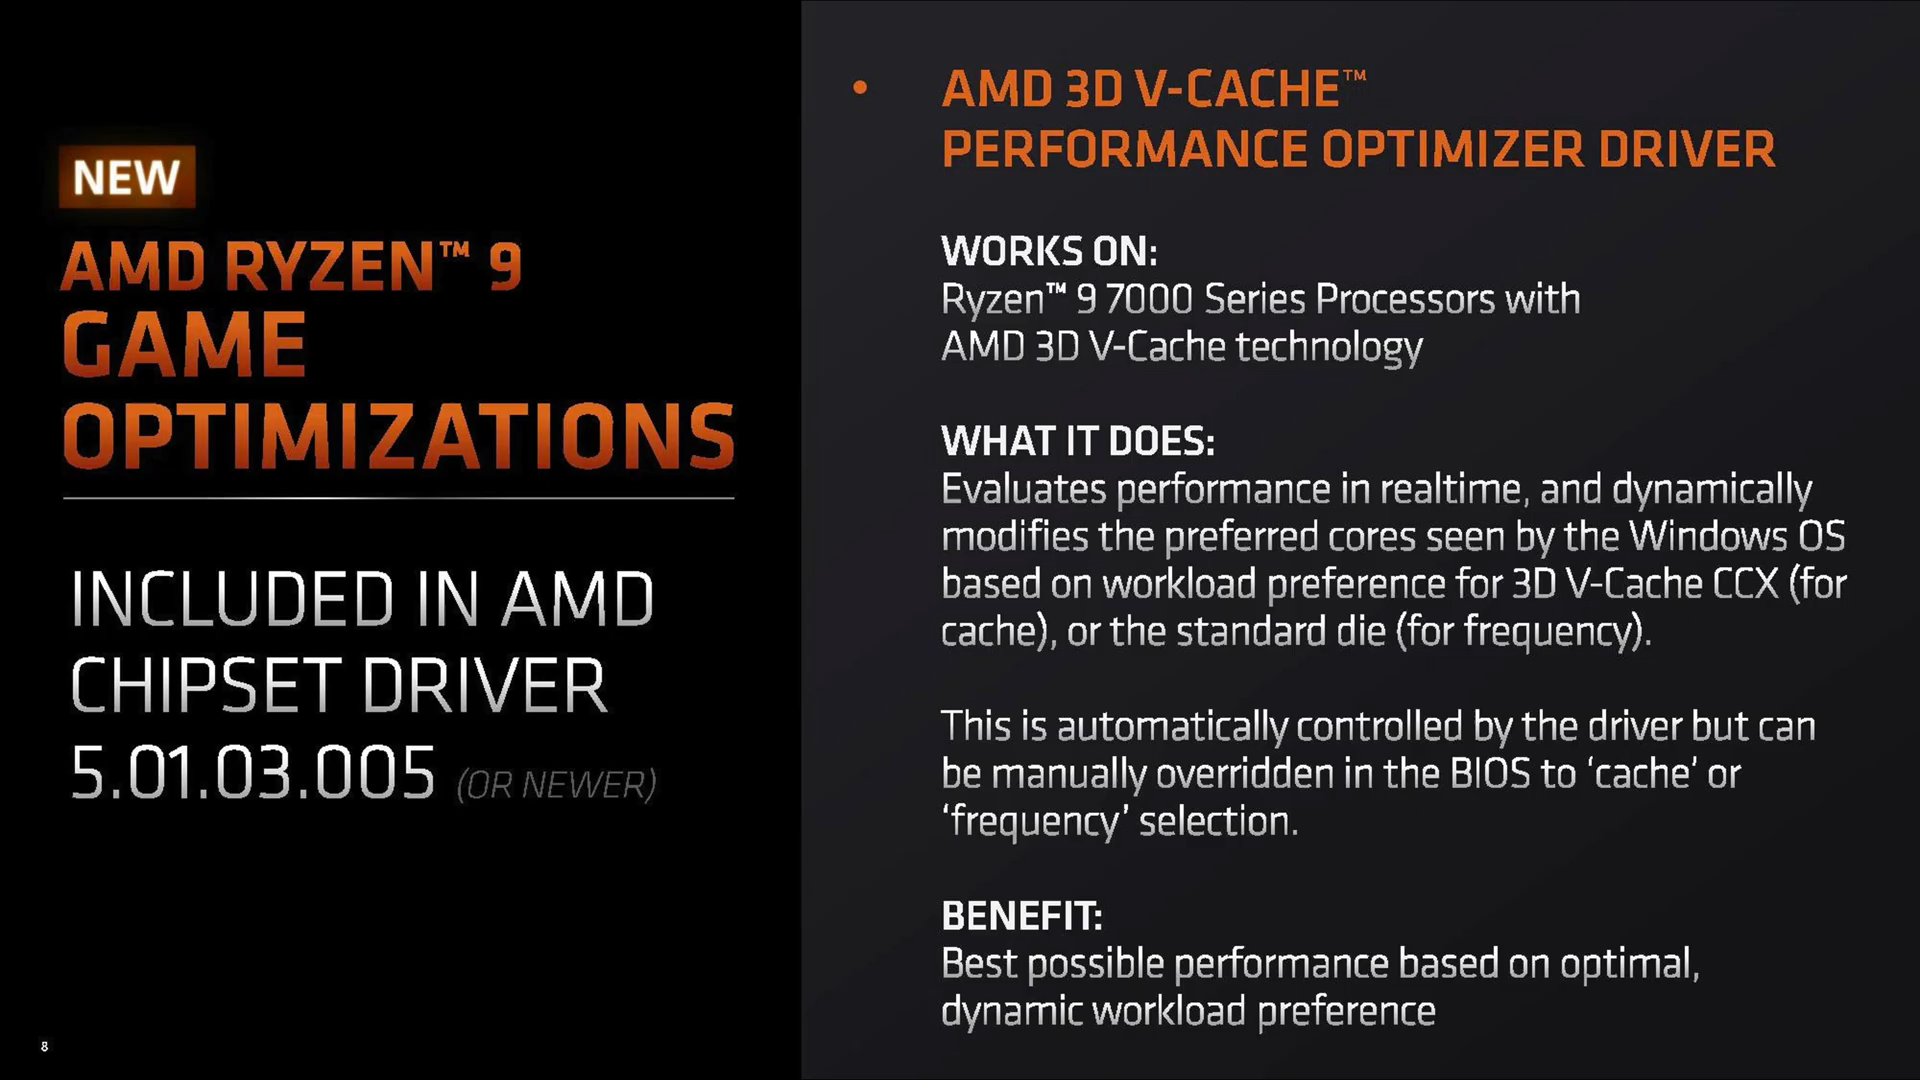 NEW
AMD RYZEN™ 9
GAME
OPTIMIZATIONS
INCLUDED IN AMD
CHIPSET DRIVER
5.01.03.005 (OR NEWER)
8
• AMD 3D V-CACHE™
PERFORMANCE OPTIMIZER DRIVER
WORKS ON:
Ryzen™ 9 7000 Series Processors with
AMD 3D V-Cache technology
WHAT IT DOES:
Evaluates performance in realtime, and dynamically
modifies the preferred cores seen by the Windows OS
based on workload preference for 3D V-Cache CCX (for
cache), or the standard die (for frequency).
This is automatically controlled by the driver but can
be manually overridden in the BIOS to ‘cache’ or
‘frequency’ selection.
BENEFIT:
Best possible performance based on optimal,
dynamic workload preference